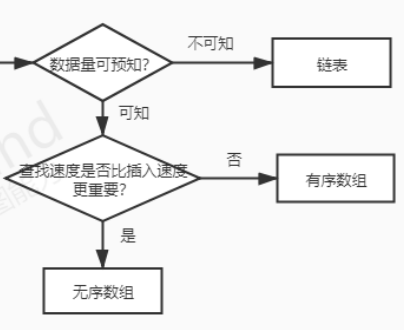 不可知
数据量可预知?
链表
可知
查找速度是否比插入速度
更重要?
否
有序数组
是
无序数组
nd